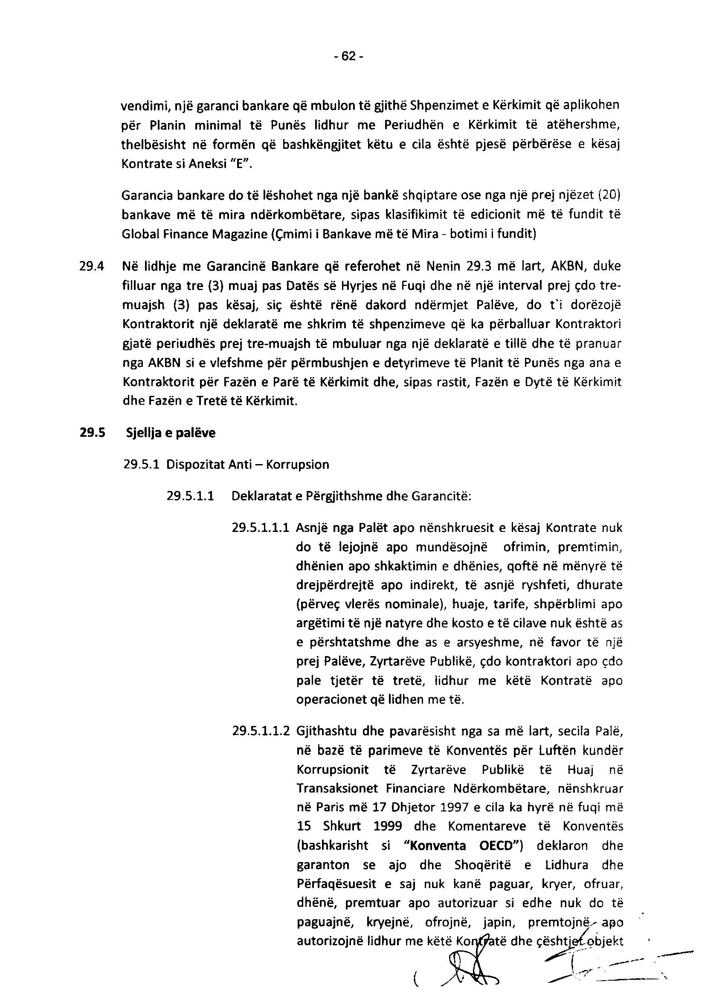 - 62 -
vendimi, një garanci bankare që mbulon të gjithë Shpenzimet e Kërkimit që aplikohen
për Planin minimal të Punës lidhur me Periudhën e Kërkimit të atëhershme,
thelbësisht në formën që bashkëngjitet këtu e cila është pjesë përbërëse e kësaj
Kontrate si Aneksi “E”.
Garancia bankare do të lëshohet nga një bankë shqiptare ose nga një prej njëzet (20)
bankave më të mira ndërkombëtare, sipas klasifikimit të edicionit më të fundit të
Global Finance Magazine (Çmimi i Bankave më të Mira - botimi i fundit)
29.4 Në lidhje me Garancinë Bankare që referohet në Nenin 29.3 më lart, AKBN, duke
filluar nga tre (3) muaj pas Datës së Hyrjes në Fuqi dhe në një interval prej çdo tre-
muajsh (3) pas kësaj, siç është rënë dakord ndërmjet Palëve, do t`i dorëzojë
Kontraktorit një deklaratë me shkrim të shpenzimeve që ka përballuar Kontraktori
gjatë periudhës prej tre-muajsh të mbuluar nga një deklaratë e tillë dhe të pranuar
nga AKBN si e vlefshme për përmbushjen e detyrimeve të Planit të Punës nga ana e
Kontraktorit për Fazën e Parë të Kërkimit dhe, sipas rastit, Fazën e Dytë të Kërkimit
dhe Fazën e Tretë të Kërkimit.
29.5 Sjellja e palëve
29.5.1 Dispozitat Anti – Korrupsion
29.5.1.1 Deklaratat e Përgjithshme dhe Garancitë:
29.5.1.1.1 Asnjë nga Palët apo nënshkruesit e kësaj Kontrate nuk
do të lejojnë apo mundësojnë ofrimin, premtimin,
dhënien apo shkaktimin e dhënies, qoftë në mënyrë të
drejpërdrejtë apo indirekt, të asnjë ryshfeti, dhurate
(përveç vlerës nominale), huaje, tarife, shpërblimi apo
argëtimi të një natyre dhe kosto e të cilave nuk është as
e përshtatshme dhe as e arsyeshme, në favor të një
prej Palëve, Zyrtarëve Publikë, çdo kontraktori apo çdo
pale tjetër të tretë, lidhur me këtë Kontratë apo
operacionet që lidhen me të.
29.5.1.1.2 Gjithashtu dhe pavarësisht nga sa më lart, secila Palë,
në bazë të parimeve të Konventës për Luftën kundër
Korrupsionit të Zyrtarëve Publikë të Huaj në
Transaksionet Financiare Ndërkombëtare, nënshkruar
në Paris më 17 Dhjetor 1997 e cila ka hyrë në fuqi më
15 Shkurt 1999 dhe Komentareve të Konventës
(bashkarisht si “Konventa OECD”) deklaron dhe
garanton se ajo dhe Shoqëritë e Lidhura dhe
Përfaqësuesit e saj nuk kanë paguar, kryer, ofruar,
dhënë, premtuar apo autorizuar si edhe nuk do të
paguajnë, kryejnë, ofrojnë, japin, premtojnë apo
autorizojnë lidhur me këtë Kontratë dhe çështjet objekt